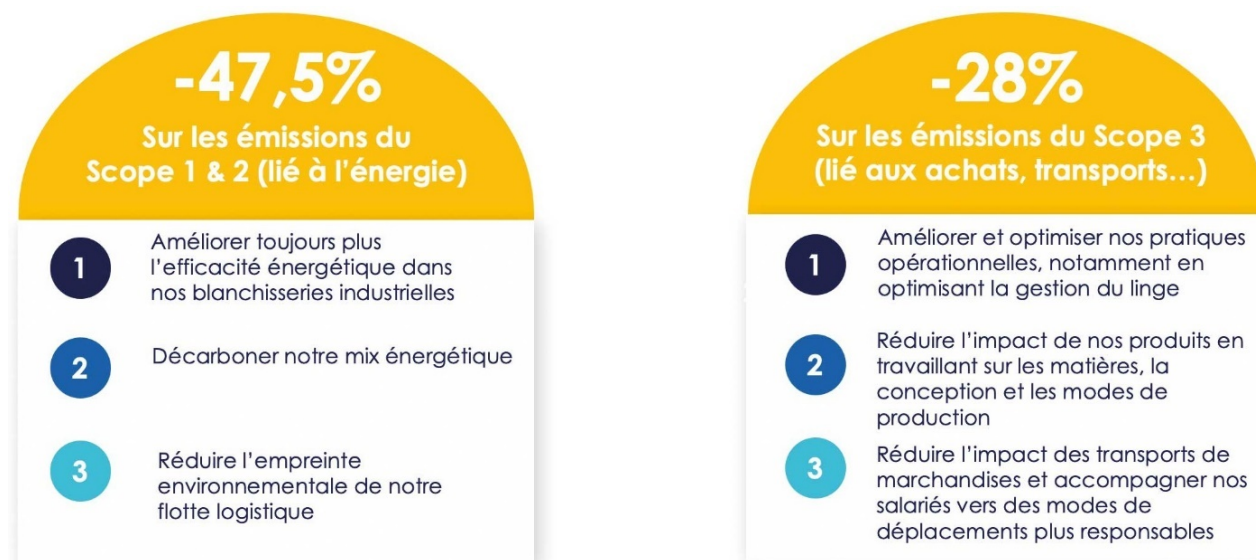 -47,5%
Sur les émissions du
Scope 1 & 2 (lié à l'énergie)
1
Améliorer toujours plus
l'efficacité énergétique dans
nos blanchisseries industrielles
2
Décarboner notre mix énergétique
3
Réduire l'empreinte
environnementale de notre
flotte logistique
-28%
Sur les émissions du Scope 3
(lié aux achats, transports…)
1
Améliorer et optimiser nos pratiques
opérationnelles, notamment en
optimisant la gestion du linge
2
Réduire l'impact de nos produits en
travaillant sur les matières, la
conception et les modes de
production
3
Réduire l'impact des transports de
marchandises et accompagner nos
salariés vers des modes de
déplacements plus responsables